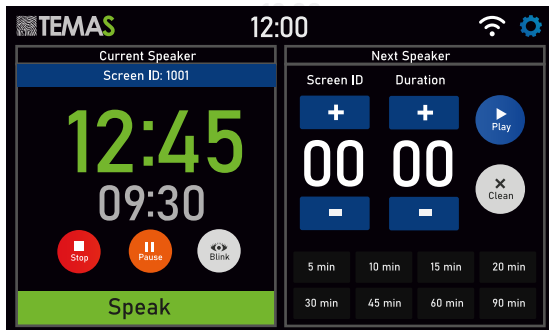 TEMAS
12:00
Current Speaker
Screen ID: 1001
12:45
09:30
Stop
Pause
Blink
Speak
Next Speaker
Screen ID Duration
+ +
00 00
- -
Play
Clean
5 min 10 min 15 min 20 min
30 min 45 min 60 min 90 min